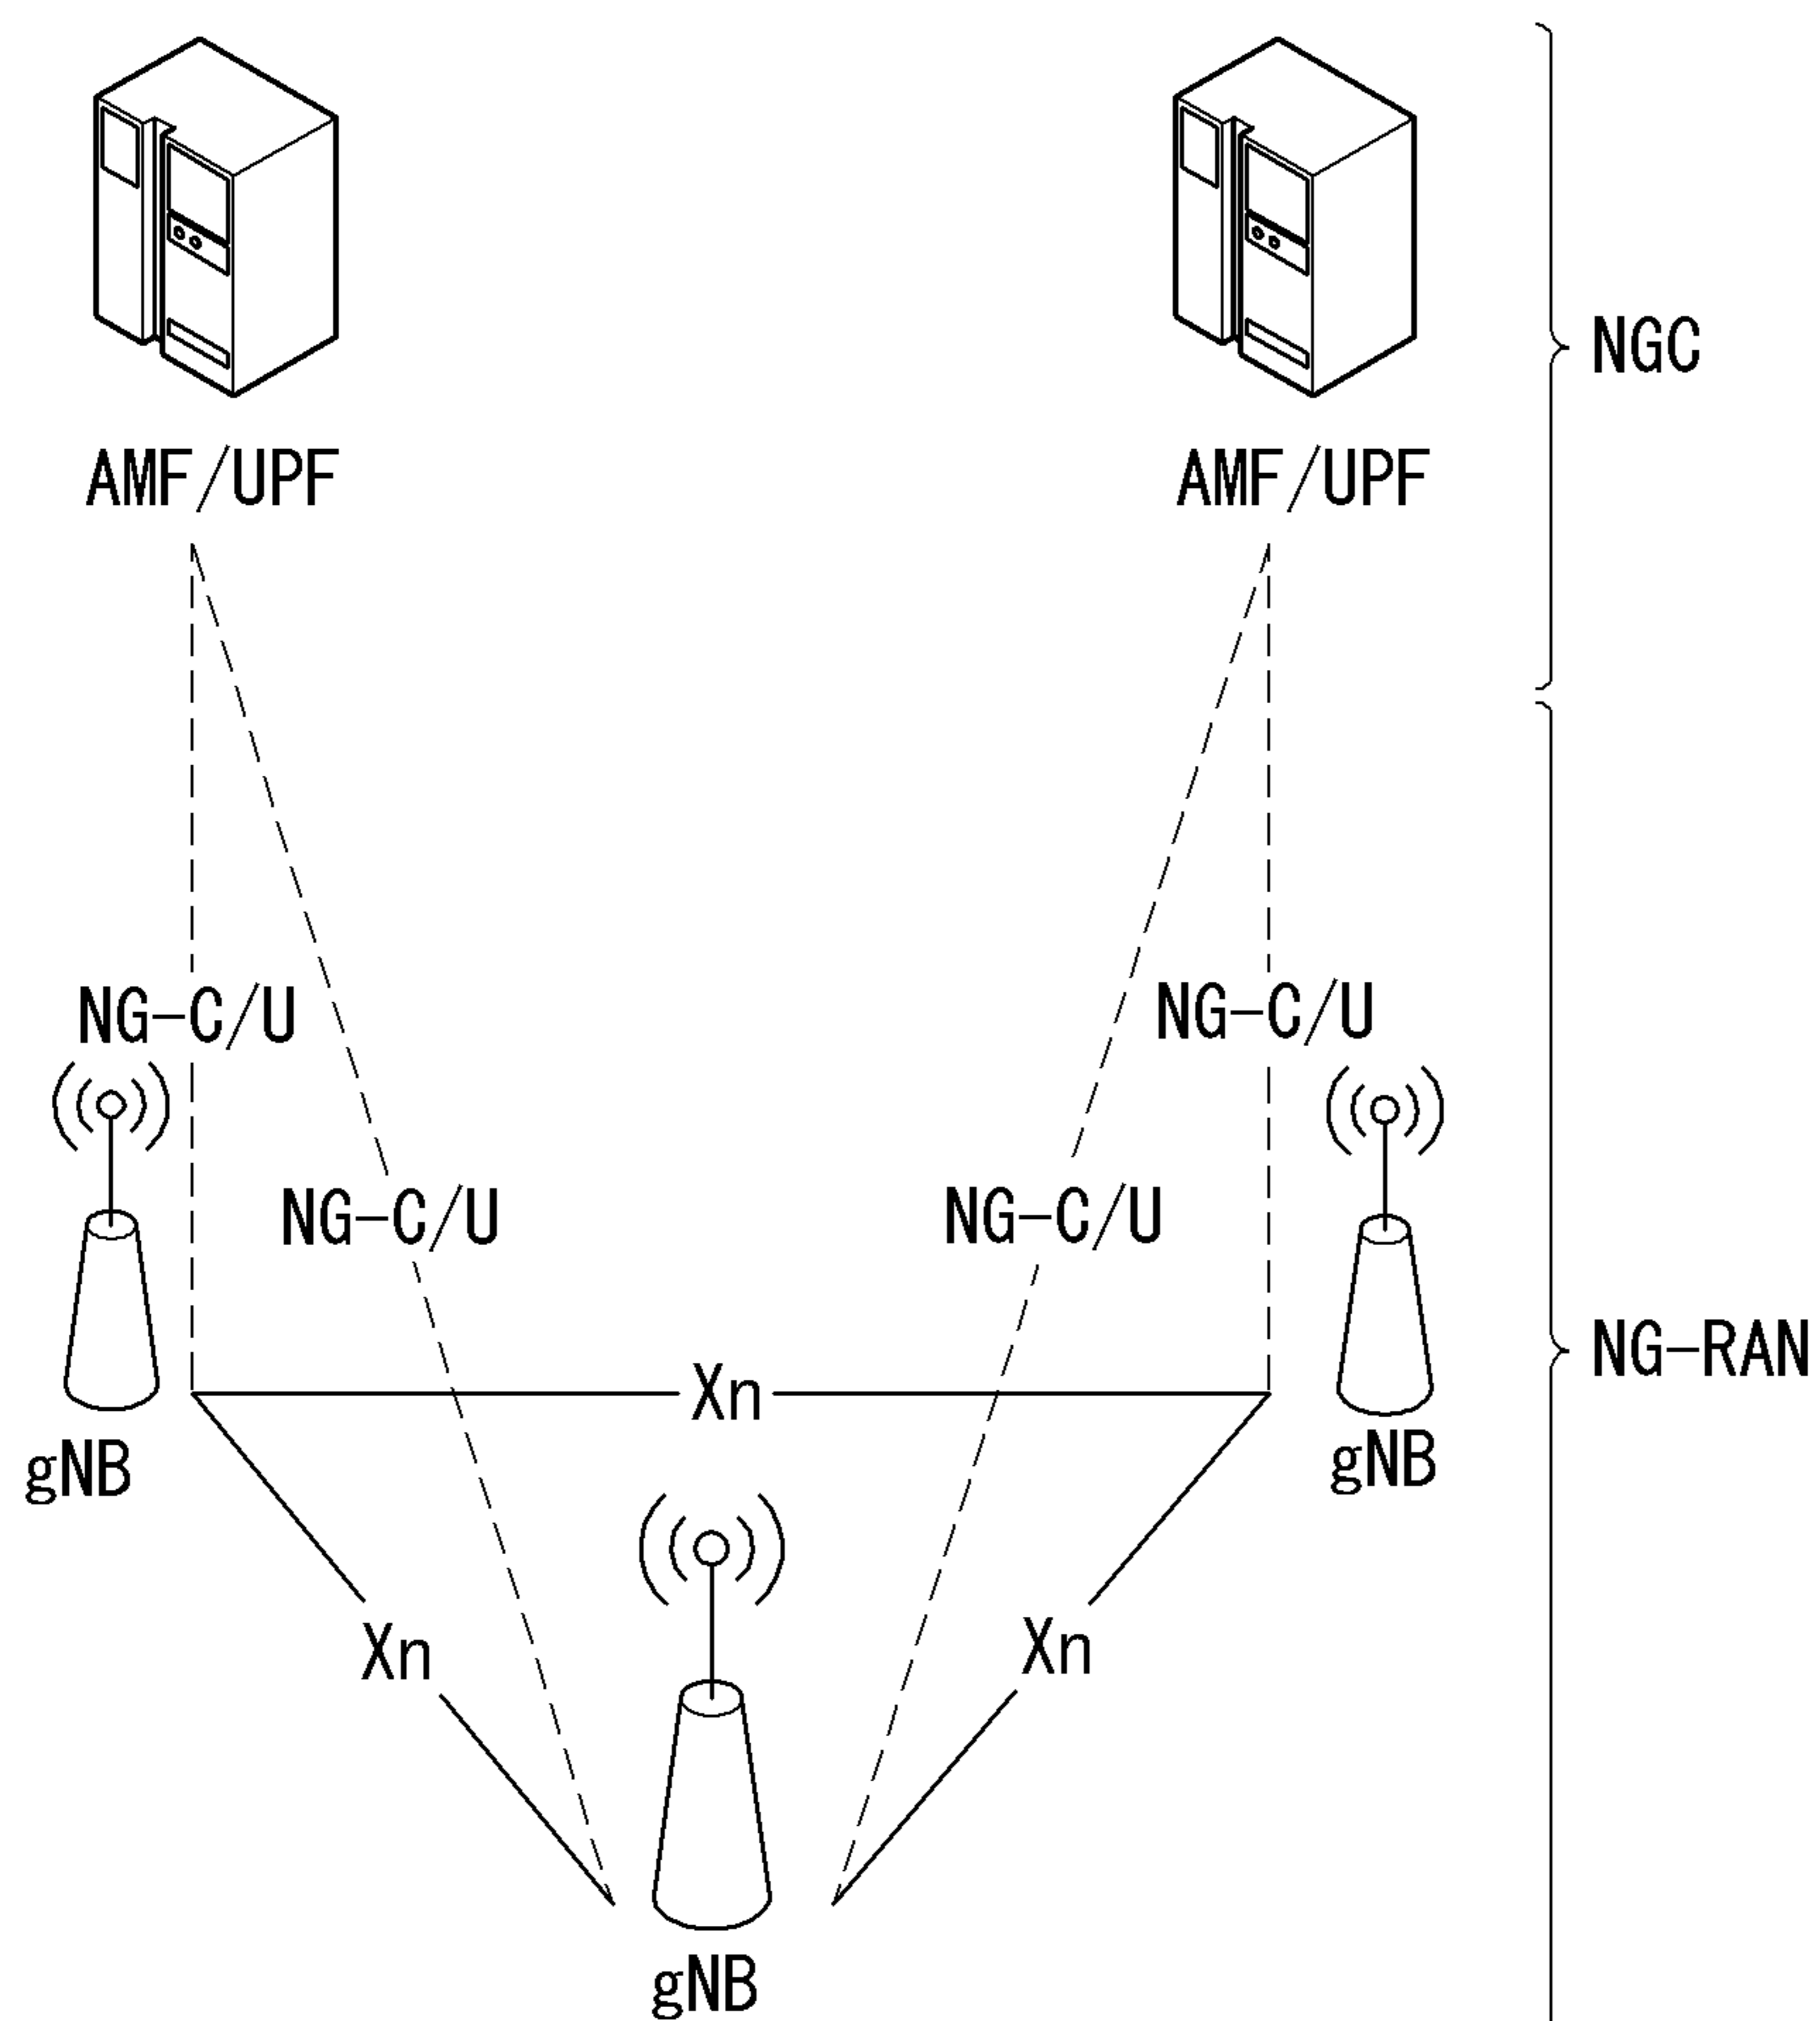 NGC
AMF/UPF
AMF/UPF
NG-C/U
NG-C/U
NG-C/U
NG-C/U
NG-RAN
Xn
gNB
gNB
Xn
Xn
gNB